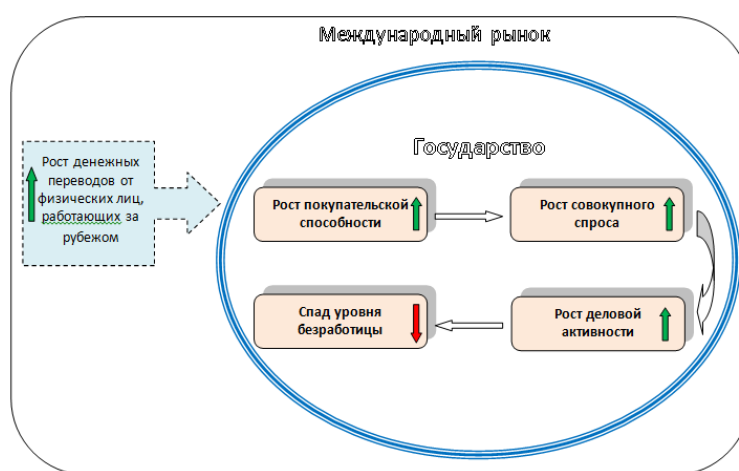 Международный рынок
Государство
Рост денежных
переводов от
физических лиц,
работающих за
рубежом
Рост покупательской
способности
Рост совокупного
спроса
Спад уровня
безработицы
Рост деловой
активности